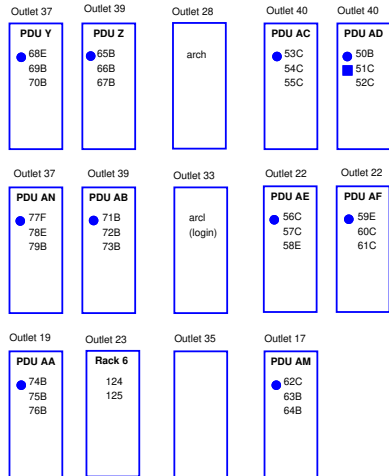 Outlet 37
PDU Y
68E
69B
70B
Outlet 39
PDU Z
65B
66B
67B
Outlet 28
arch
Outlet 40
PDU AC
53C
54C
55C
Outlet 40
PDU AD
50B
51C
52C
Outlet 37
PDU AN
77F
78E
79B
Outlet 39
PDU AB
71B
72B
73B
Outlet 33
arcl
(login)
Outlet 22
PDU AE
56C
57C
58E
Outlet 22
PDU AF
59E
60C
61C
Outlet 19
PDU AA
74B
75B
76B
Outlet 23
Rack 6
124
125
Outlet 35
Outlet 17
PDU AM
62C
63B
64B